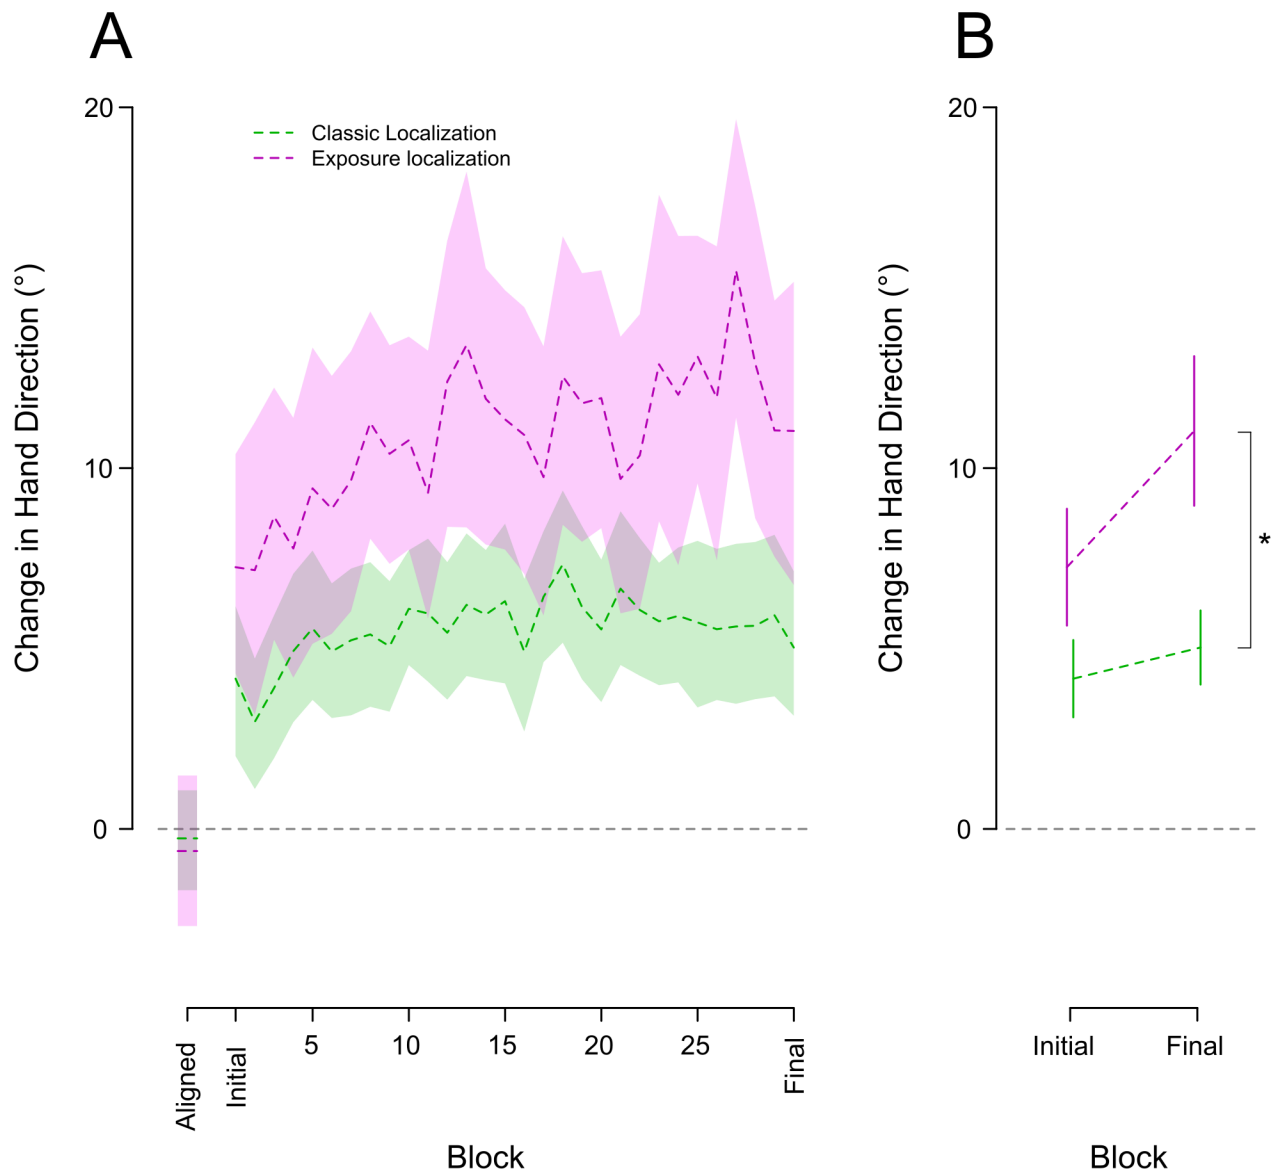 A
B
20
10
0
Change in Hand Direction (°)
Classic Localization
Exposure localization
Aligned
Initial
5
10
15
20
25
Final
Block
20
10
0
Change in Hand Direction (°)
*
Initial
Final
Block